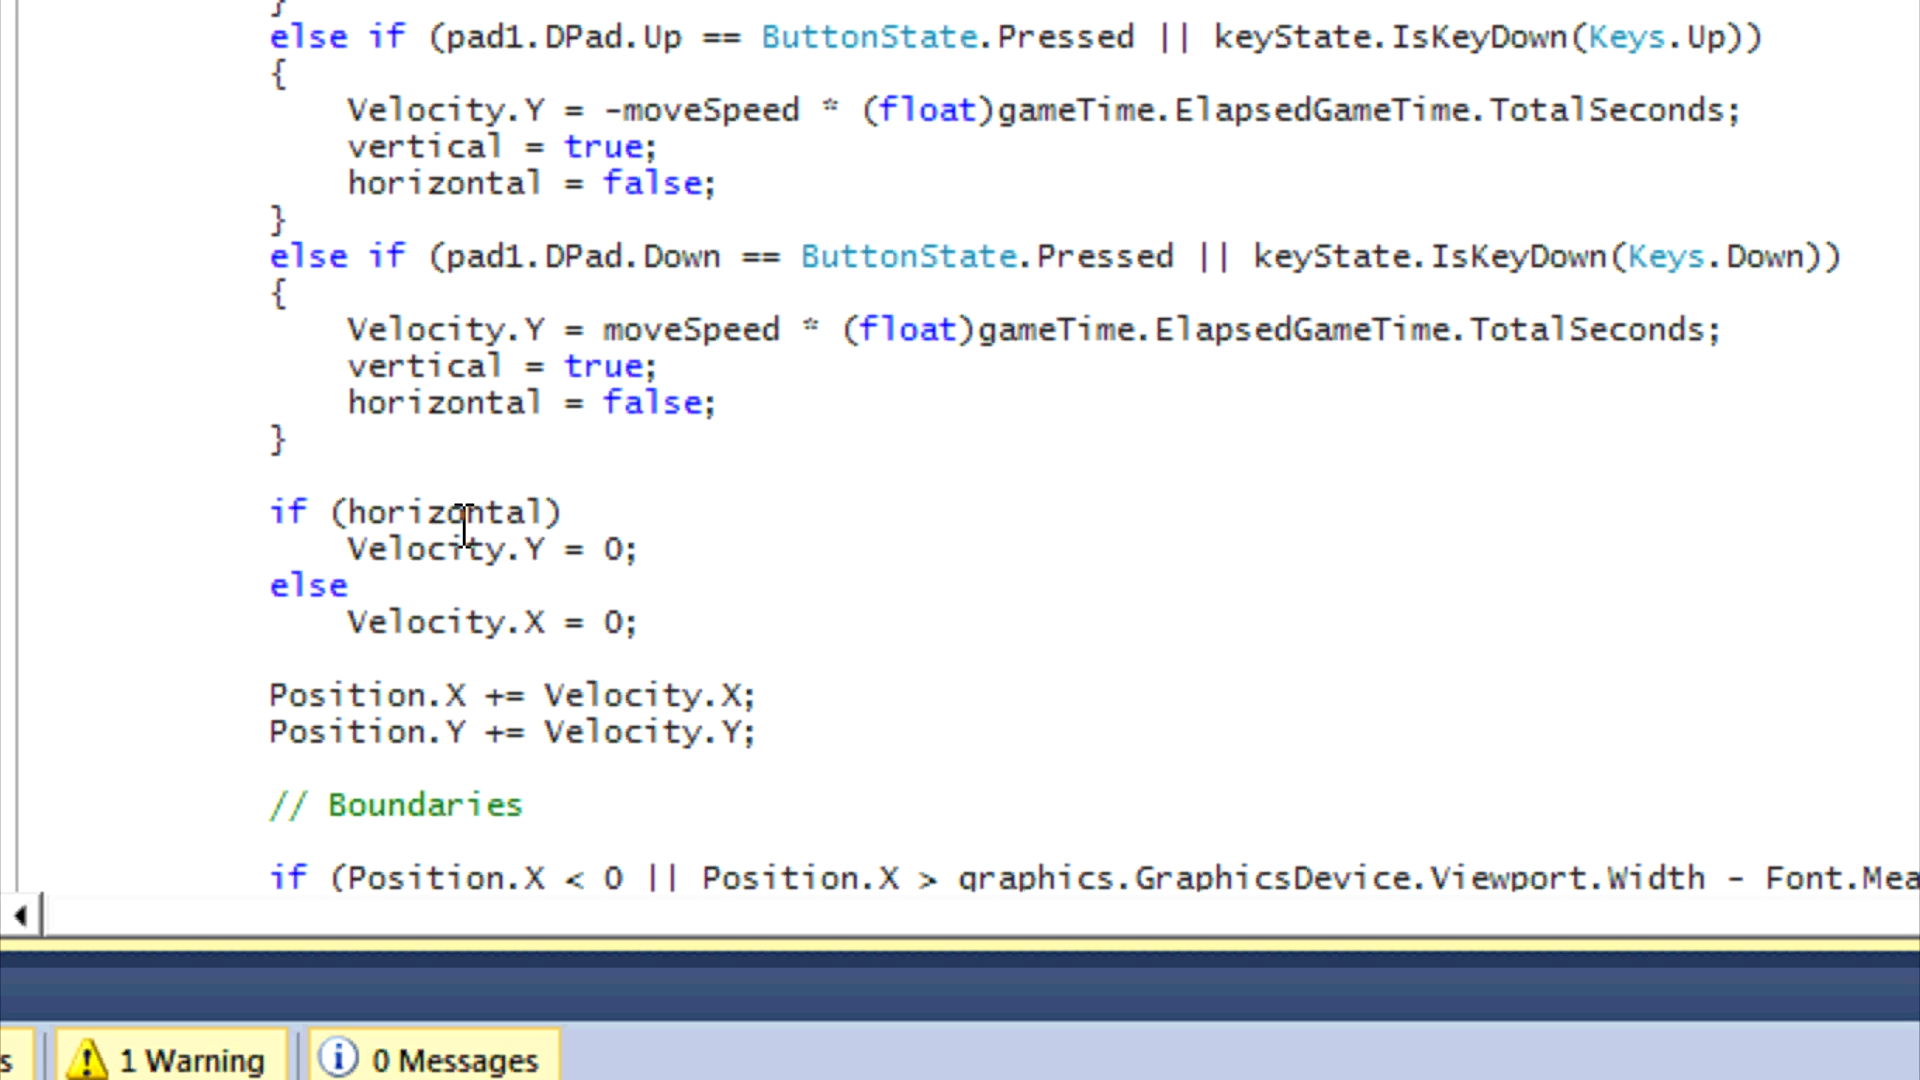 }
else if (pad1.DPad.Up == ButtonState.Pressed || keyState.IsKeyDown(Keys.Up))
{
Velocity.Y = -moveSpeed * (float)gameTime.ElapsedGameTime.TotalSeconds;
vertical = true;
horizontal = false;
}
else if (pad1.DPad.Down == ButtonState.Pressed || keyState.IsKeyDown(Keys.Down))
{
Velocity.Y = moveSpeed * (float)gameTime.ElapsedGameTime.TotalSeconds;
vertical = true;
horizontal = false;
}
if (horizontal)
Velocity.Y = 0;
else
Velocity.X = 0;
Position.X += Velocity.X;
Position.Y += Velocity.Y;
// Boundaries
if (Position.X < 0 || Position.X > graphics.GraphicsDevice.Viewport.Width - Font.Mea
s 1 Warning 0 Messages